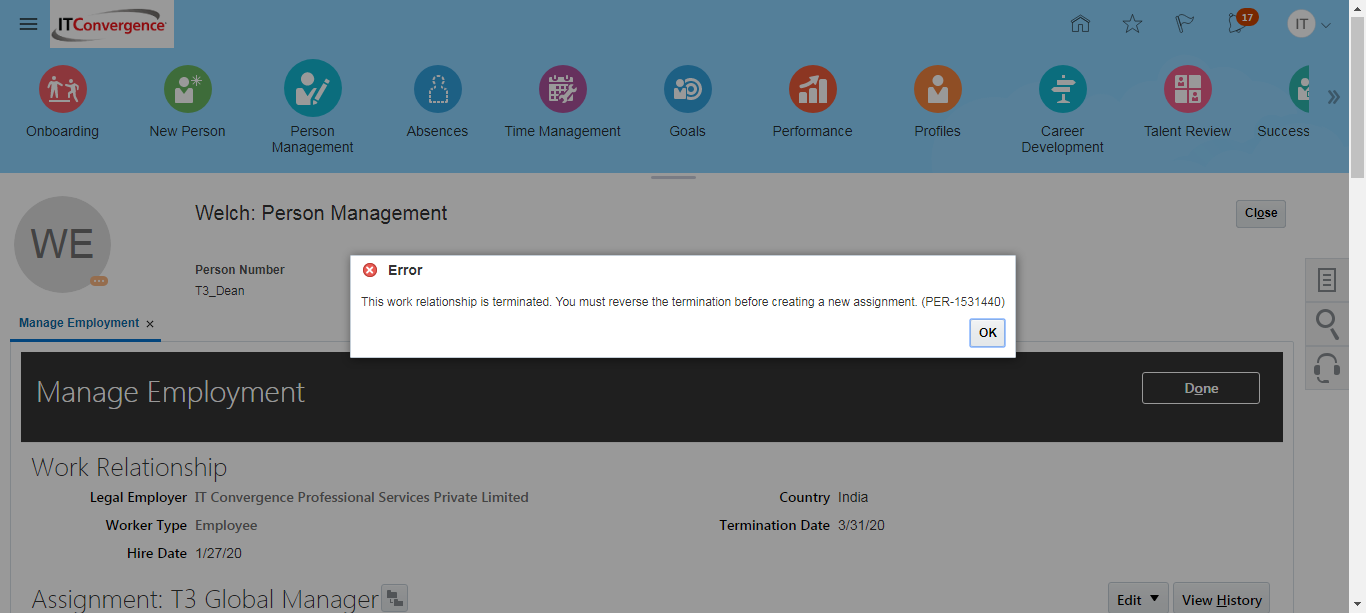 ITConvergence
17
IT
Onboarding
New Person
Person
Management
Absences
Time Management
Goals
Performance
Profiles
Career
Development
Talent Review
Success
WE
Welch: Person Management
Close
Person Number
T3_Dean
Error
This work relationship is terminated. You must reverse the termination before creating a new assignment. (PER-1531440)
OK
Manage Employment ×
Manage Employment
Done
Work Relationship
Legal Employer IT Convergence Professional Services Private Limited
Country India
Worker Type Employee
Termination Date 3/31/20
Hire Date 1/27/20
Assignment: T3 Global Manager
Edit
View History